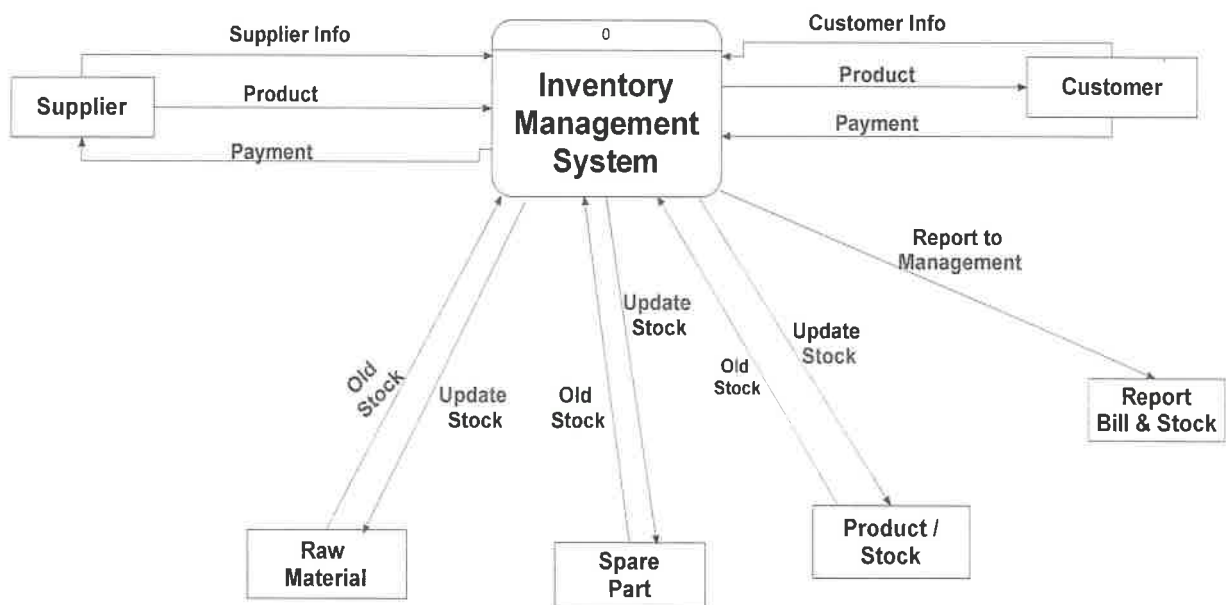 Supplier Info
Customer Info
0
Supplier
Product
Inventory
Management
System
Product
Customer
Payment
Payment
Report to
Management
Update
Stock
Update
Stock
Old
Stock
Update
Stock
Old
Stock
Old
Stock
Report
Bill & Stock
Raw
Material
Spare
Part
Product /
Stock